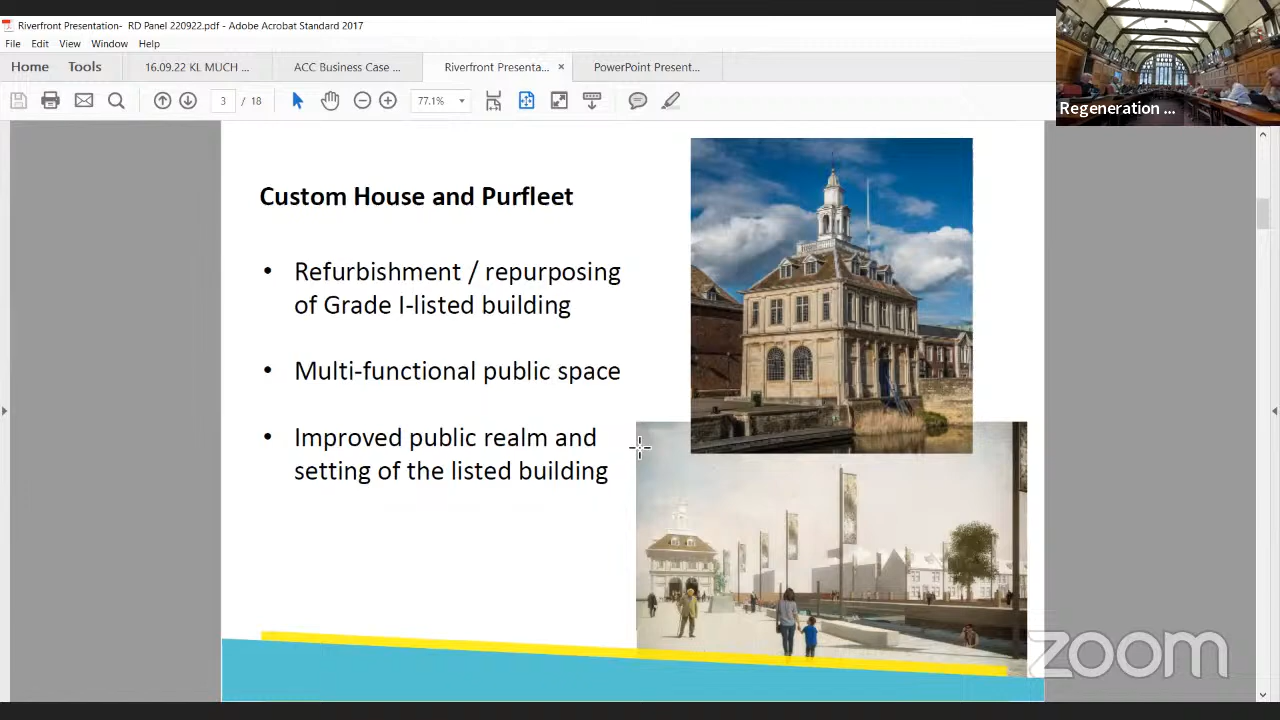 Riverfront Presentation- RD Panel 220922.pdf - Adobe Acrobat Standard 2017
File Edit View Window Help
Home Tools 16.09.22 KL MUCH ... ACC Business Case ... Riverfront Presenta... × PowerPoint Present...
3 / 18 77.1%
Regeneration ...
Custom House and Purfleet
• Refurbishment / repurposing
of Grade I-listed building
• Multi-functional public space
• Improved public realm and
setting of the listed building
zoom